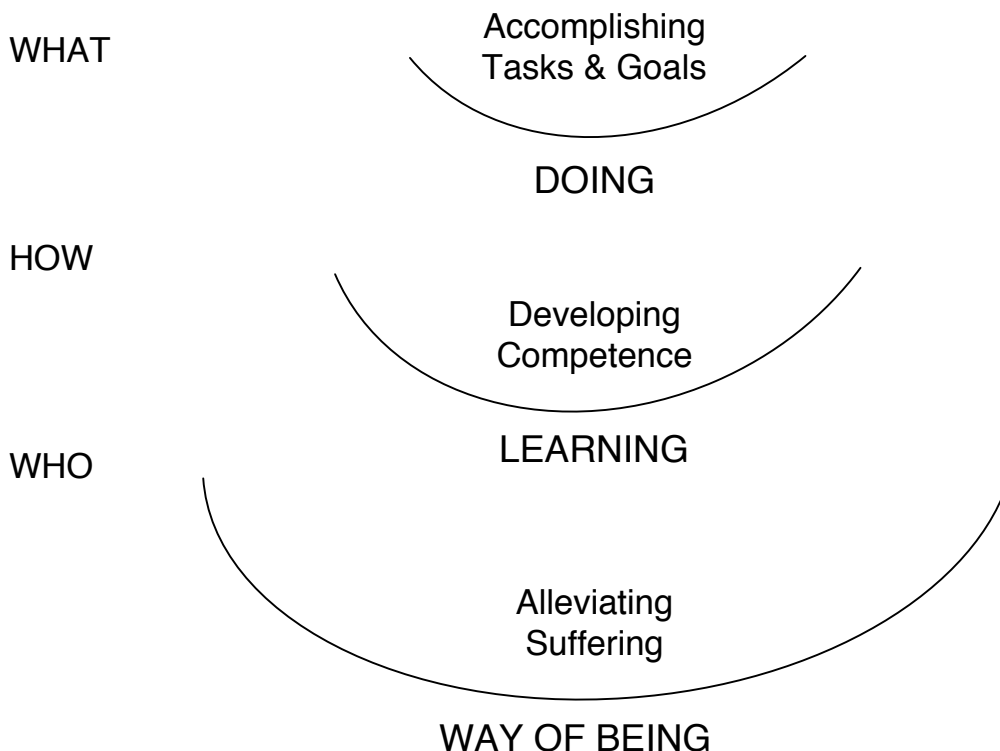 WHAT
Accomplishing
Tasks & Goals
DOING
HOW
Developing
Competence
LEARNING
WHO
Alleviating
Suffering
WAY OF BEING